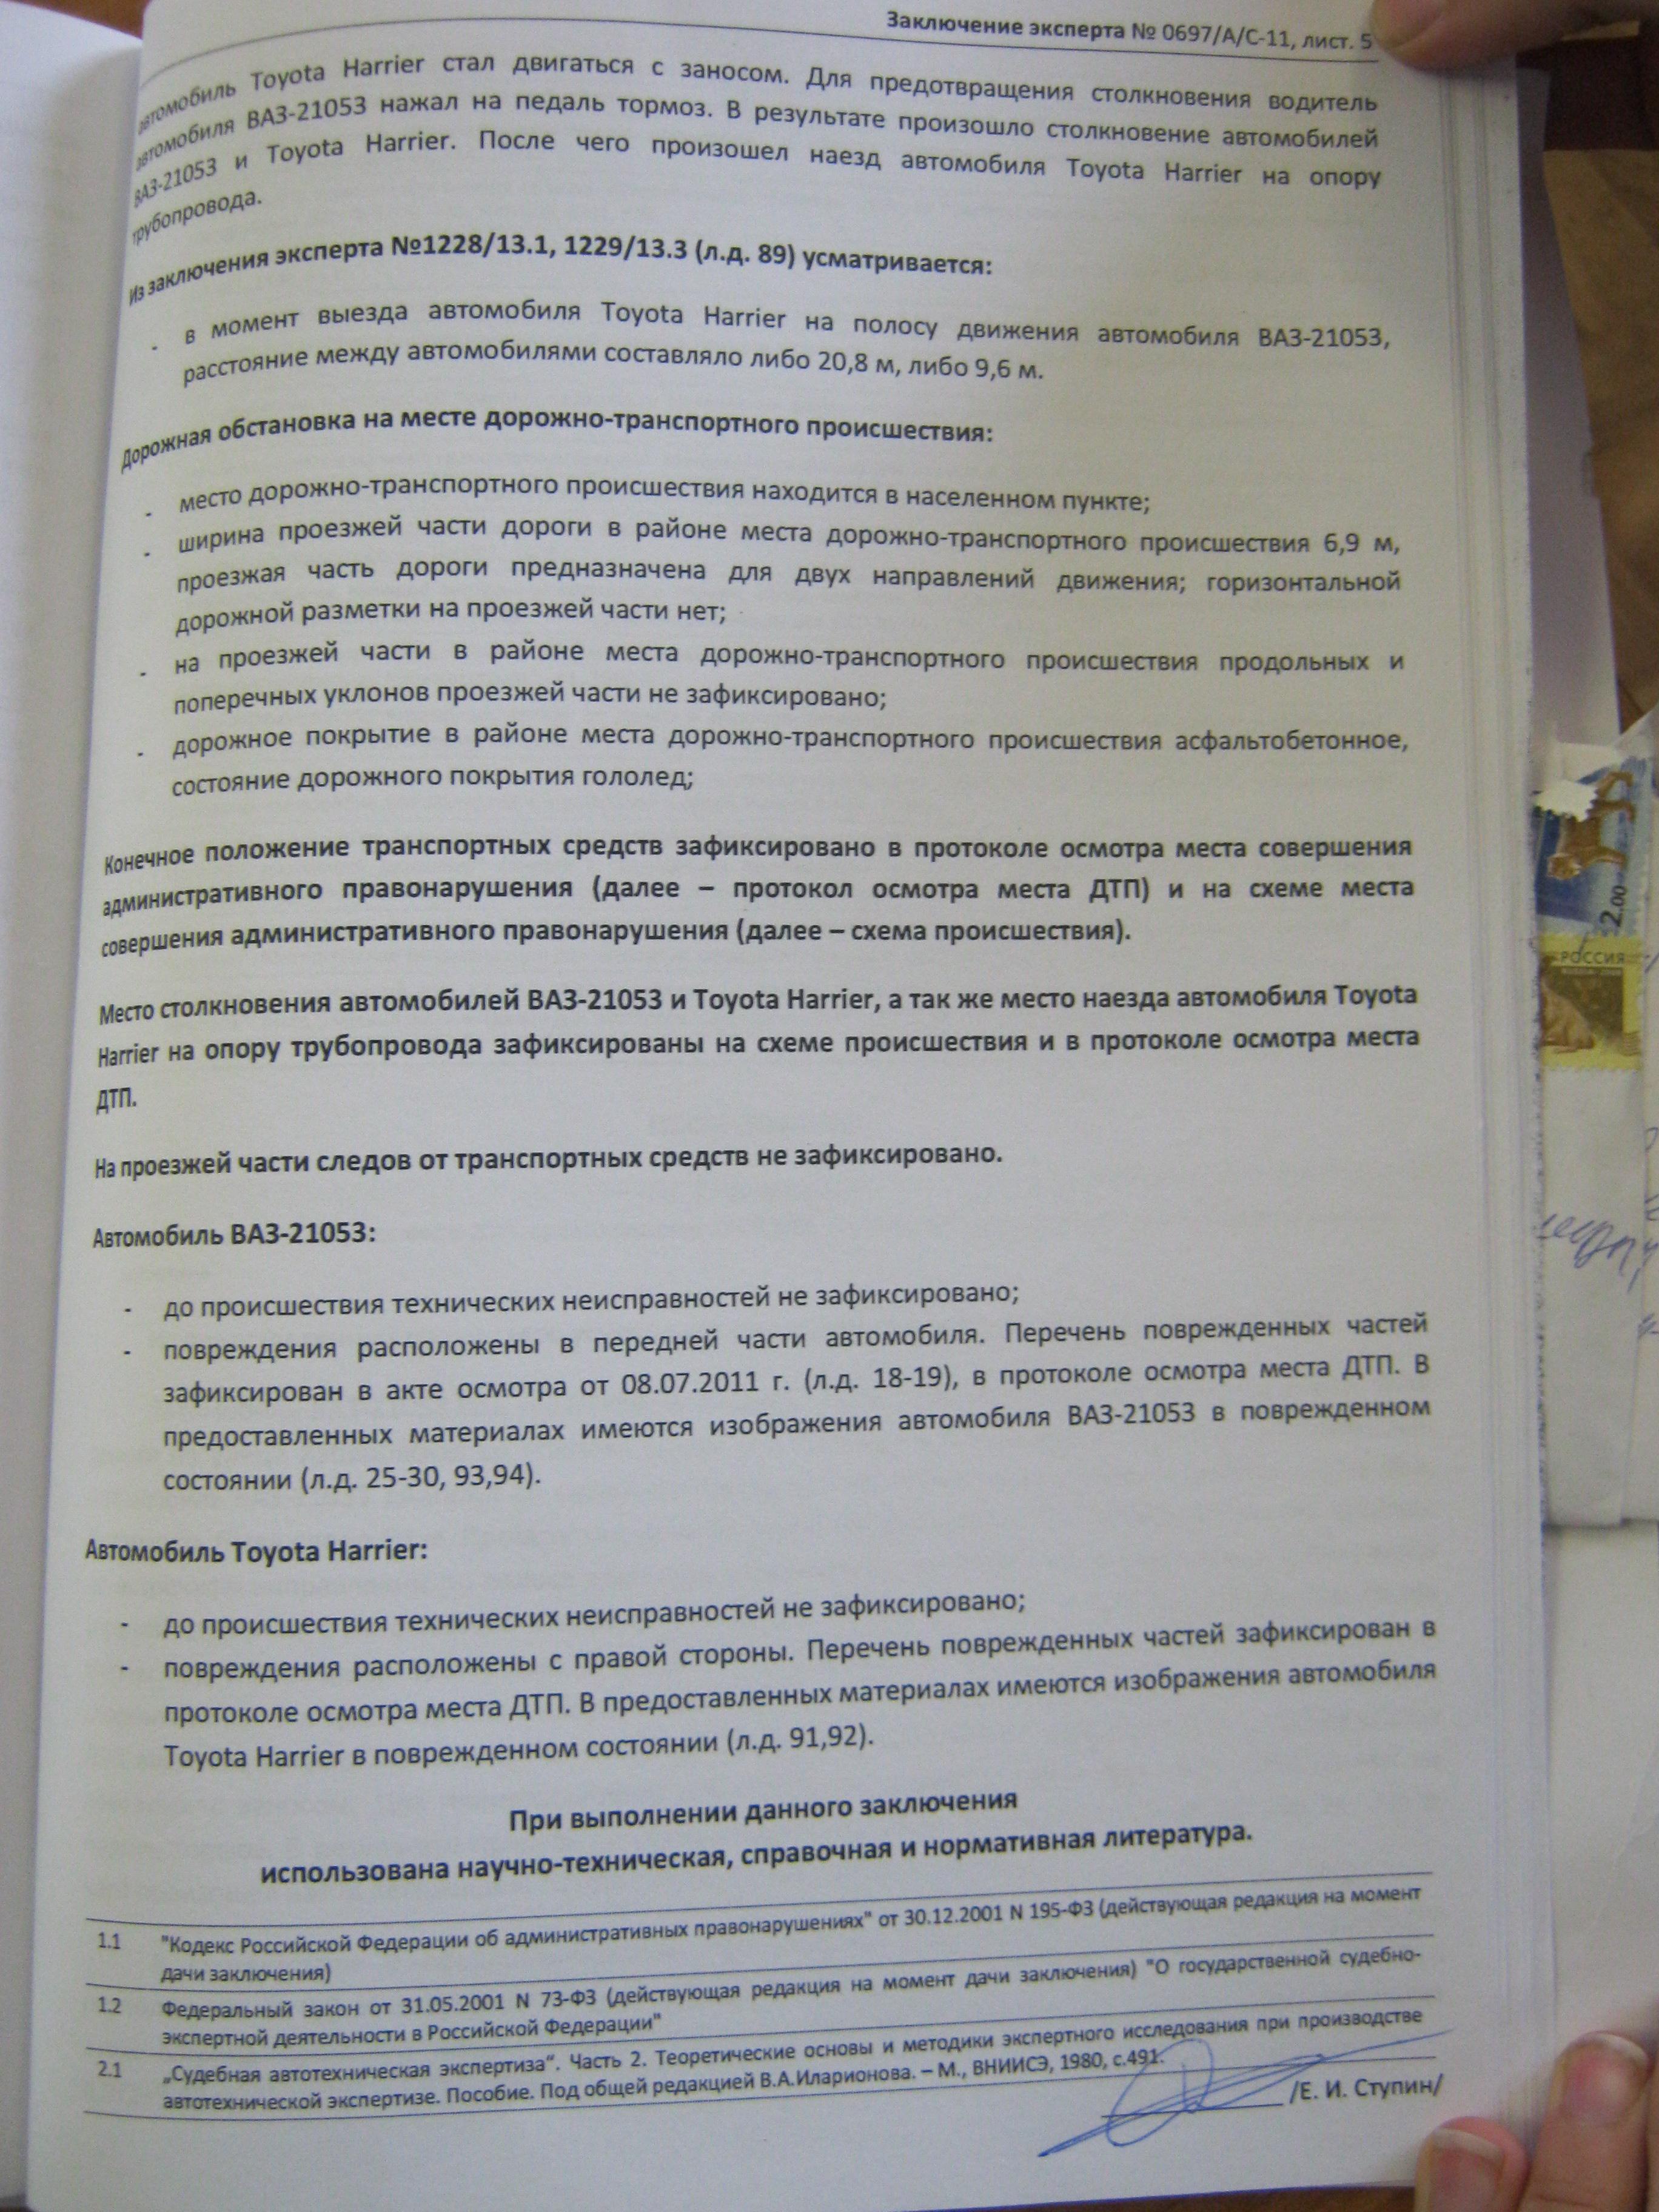 Заключение эксперта № 0697/А/С-11, лист. 5
автомобиль Toyota Harrier стал двигаться с заносом. Для предотвращения столкновения водитель
автомобиля ВАЗ-21053 нажал на педаль тормоз. В результате произошло столкновение автомобилей
ВАЗ-21053 и Toyota Harrier. После чего произошел наезд автомобиля Toyota Harrier на опору
трубопровода.
Из заключения эксперта №1228/13.1, 1229/13.3 (л.д. 89) усматривается:
- в момент выезда автомобиля Toyota Harrier на полосу движения автомобиля ВАЗ-21053,
расстояние между автомобилями составляло либо 20,8 м, либо 9,6 м.
Дорожная обстановка на месте дорожно-транспортного происшествия:
- место дорожно-транспортного происшествия находится в населенном пункте;
- ширина проезжей части дороги в районе места дорожно-транспортного происшествия 6,9 м,
проезжая часть дороги предназначена для двух направлений движения; горизонтальной
дорожной разметки на проезжей части нет;
- на проезжей части в районе места дорожно-транспортного происшествия продольных и
поперечных уклонов проезжей части не зафиксировано;
- дорожное покрытие в районе места дорожно-транспортного происшествия асфальтобетонное,
состояние дорожного покрытия гололед;
Конечное положение транспортных средств зафиксировано в протоколе осмотра места совершения
административного правонарушения (далее – протокол осмотра места ДТП) и на схеме места
совершения административного правонарушения (далее – схема происшествия).
Место столкновения автомобилей ВАЗ-21053 и Toyota Harrier, а так же место наезда автомобиля Toyota
Harrier на опору трубопровода зафиксированы на схеме происшествия и в протоколе осмотра места
ДТП.
На проезжей части следов от транспортных средств не зафиксировано.
Автомобиль ВАЗ-21053:
- до происшествия технических неисправностей не зафиксировано;
- повреждения расположены в передней части автомобиля. Перечень поврежденных частей
зафиксирован в акте осмотра от 08.07.2011 г. (л.д. 18-19), в протоколе осмотра места ДТП. В
предоставленных материалах имеются изображения автомобиля ВАЗ-21053 в поврежденном
состоянии (л.д. 25-30, 93,94).
Автомобиль Toyota Harrier:
- до происшествия технических неисправностей не зафиксировано;
- повреждения расположены с правой стороны. Перечень поврежденных частей зафиксирован в
протоколе осмотра места ДТП. В предоставленных материалах имеются изображения автомобиля
Toyota Harrier в поврежденном состоянии (л.д. 91,92).
При выполнении данного заключения
использована научно-техническая, справочная и нормативная литература.
1.1 "Кодекс Российской Федерации об административных правонарушениях" от 30.12.2001 N 195-ФЗ (действующая редакция на момент
дачи заключения)
1.2 Федеральный закон от 31.05.2001 N 73-ФЗ (действующая редакция на момент дачи заключения) "О государственной судебно-
экспертной деятельности в Российской Федерации"
2.1 „Судебная автотехническая экспертиза“. Часть 2. Теоретические основы и методики экспертного исследования при производстве
автотехнической экспертизе. Пособие. Под общей редакцией В.А.Иларионова. – М., ВНИИСЭ, 1980, с.491.
/Е. И. Ступин/
2.00
РОССИЯ